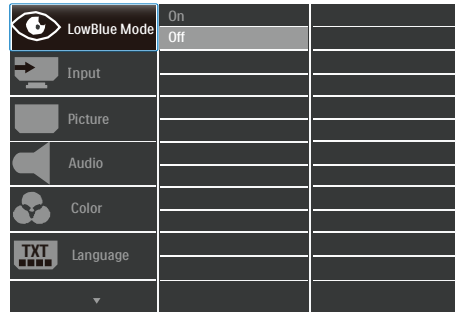 LowBlue Mode
On
Off
Input
Picture
Audio
Color
TXT
Language